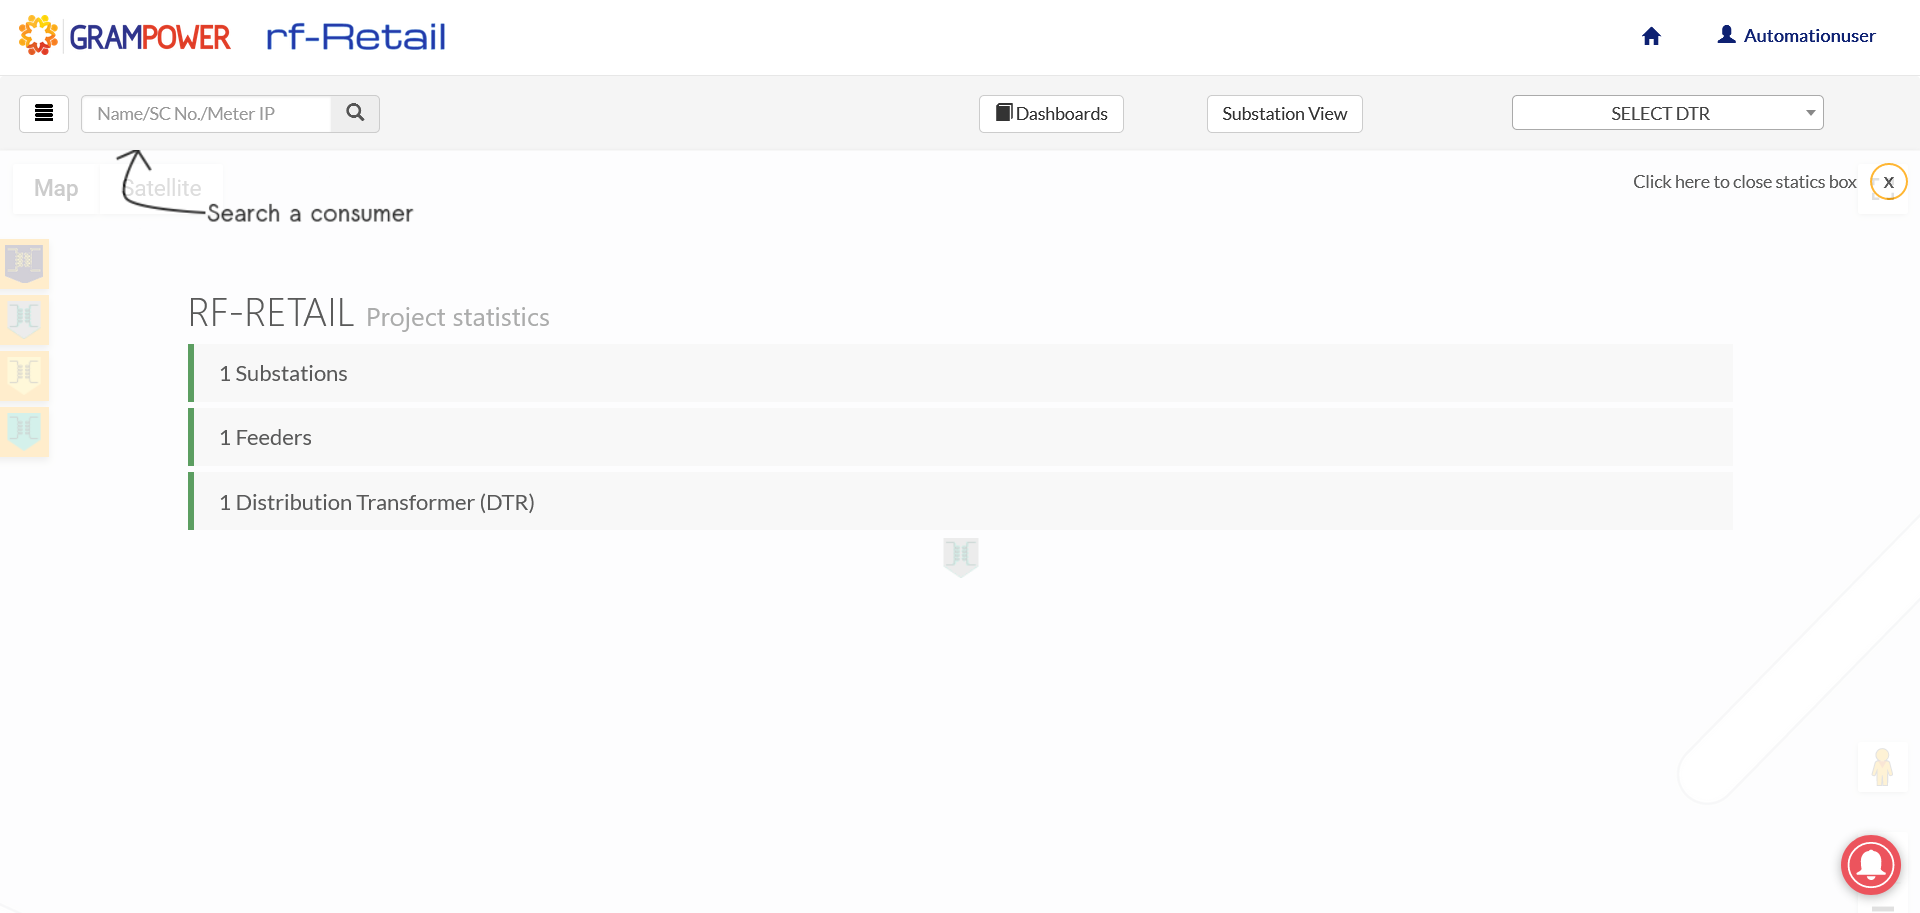 GRAMPOWER
rf-Retail
Automationuser
Name/SC No./Meter IP
Dashboards
Substation View
SELECT DTR
Map
Satellite
Click here to close statics box
X
Search a consumer
RF-RETAIL Project statistics
1 Substations
1 Feeders
1 Distribution Transformer (DTR)